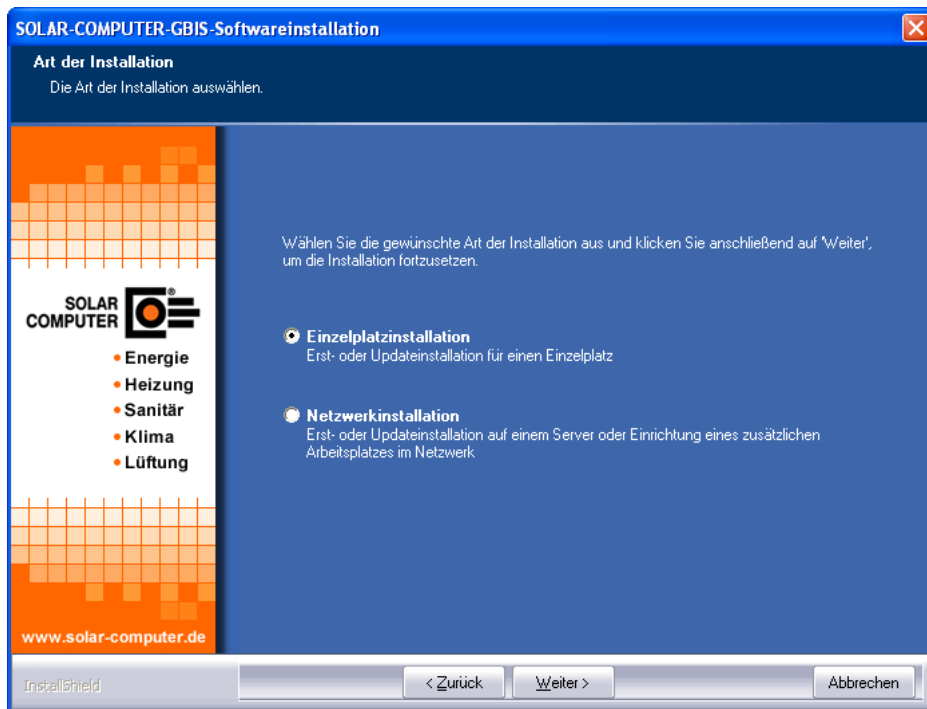 SOLAR-COMPUTER-GBIS-Softwareinstallation
Art der Installation
Die Art der Installation auswählen.
Wählen Sie die gewünschte Art der Installation aus und klicken Sie anschließend auf 'Weiter',
um die Installation fortzusetzen.
SOLAR
COMPUTER
®
• Energie
• Heizung
• Sanitär
• Klima
• Lüftung
www.solar-computer.de
Einzelplatzinstallation
Erst- oder Updateinstallation für einen Einzelplatz
Netzwerkinstallation
Erst- oder Updateinstallation auf einem Server oder Einrichtung eines zusätzlichen
Arbeitsplatzes im Netzwerk
InstallShield
< Zurück
Weiter >
Abbrechen